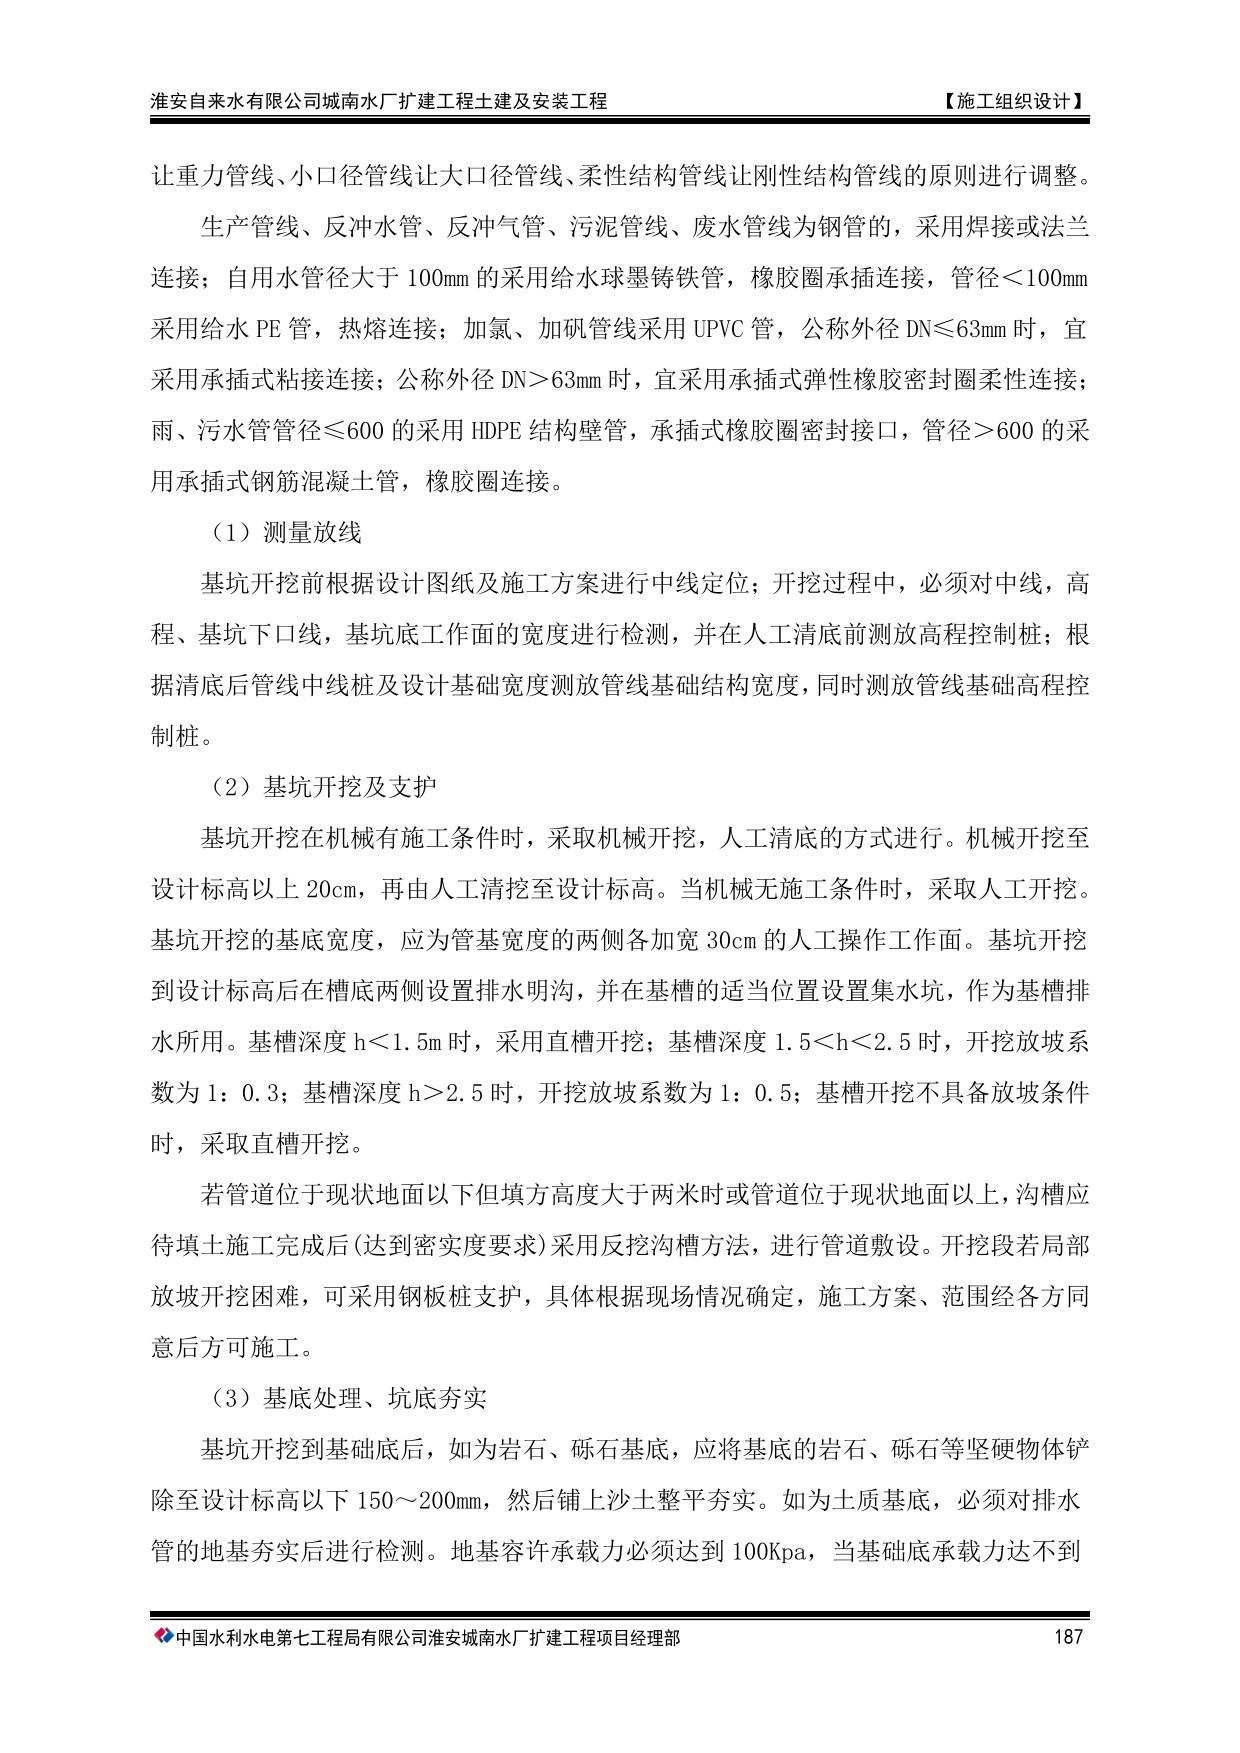 淮安自来水有限公司城南水厂扩建工程土建及安装工程 【施工组织设计】
让重力管线、小口径管线让大口径管线、柔性结构管线让刚性结构管线的原则进行调整。
生产管线、反冲水管、反冲气管、污泥管线、废水管线为钢管的，采用焊接或法兰
连接；自用水管径大于 100mm 的采用给水球墨铸铁管，橡胶圈承插连接，管径＜100mm
采用给水 PE 管，热熔连接；加氯、加矾管线采用 UPVC 管，公称外径 DN≤63mm 时，宜
采用承插式粘接连接；公称外径 DN＞63mm 时，宜采用承插式弹性橡胶密封圈柔性连接；
雨、污水管管径≤600 的采用 HDPE 结构壁管，承插式橡胶圈密封接口，管径＞600 的采
用承插式钢筋混凝土管，橡胶圈连接。
（1）测量放线
基坑开挖前根据设计图纸及施工方案进行中线定位；开挖过程中，必须对中线，高
程、基坑下口线，基坑底工作面的宽度进行检测，并在人工清底前测放高程控制桩；根
据清底后管线中线桩及设计基础宽度测放管线基础结构宽度，同时测放管线基础高程控
制桩。
（2）基坑开挖及支护
基坑开挖在机械有施工条件时，采取机械开挖，人工清底的方式进行。机械开挖至
设计标高以上 20cm，再由人工清挖至设计标高。当机械无施工条件时，采取人工开挖。
基坑开挖的基底宽度，应为管基宽度的两侧各加宽 30cm 的人工操作工作面。基坑开挖
到设计标高后在槽底两侧设置排水明沟，并在基槽的适当位置设置集水坑，作为基槽排
水所用。基槽深度 h＜1.5m 时，采用直槽开挖；基槽深度 1.5＜h＜2.5 时，开挖放坡系
数为 1：0.3；基槽深度 h＞2.5 时，开挖放坡系数为 1：0.5；基槽开挖不具备放坡条件
时，采取直槽开挖。
若管道位于现状地面以下但填方高度大于两米时或管道位于现状地面以上，沟槽应
待填土施工完成后(达到密实度要求)采用反挖沟槽方法，进行管道敷设。开挖段若局部
放坡开挖困难，可采用钢板桩支护，具体根据现场情况确定，施工方案、范围经各方同
意后方可施工。
（3）基底处理、坑底夯实
基坑开挖到基础底后，如为岩石、砾石基底，应将基底的岩石、砾石等坚硬物体铲
除至设计标高以下 150～200mm，然后铺上沙土整平夯实。如为土质基底，必须对排水
管的地基夯实后进行检测。地基容许承载力必须达到 100Kpa，当基础底承载力达不到
中国水利水电第七工程局有限公司淮安城南水厂扩建工程项目经理部 187